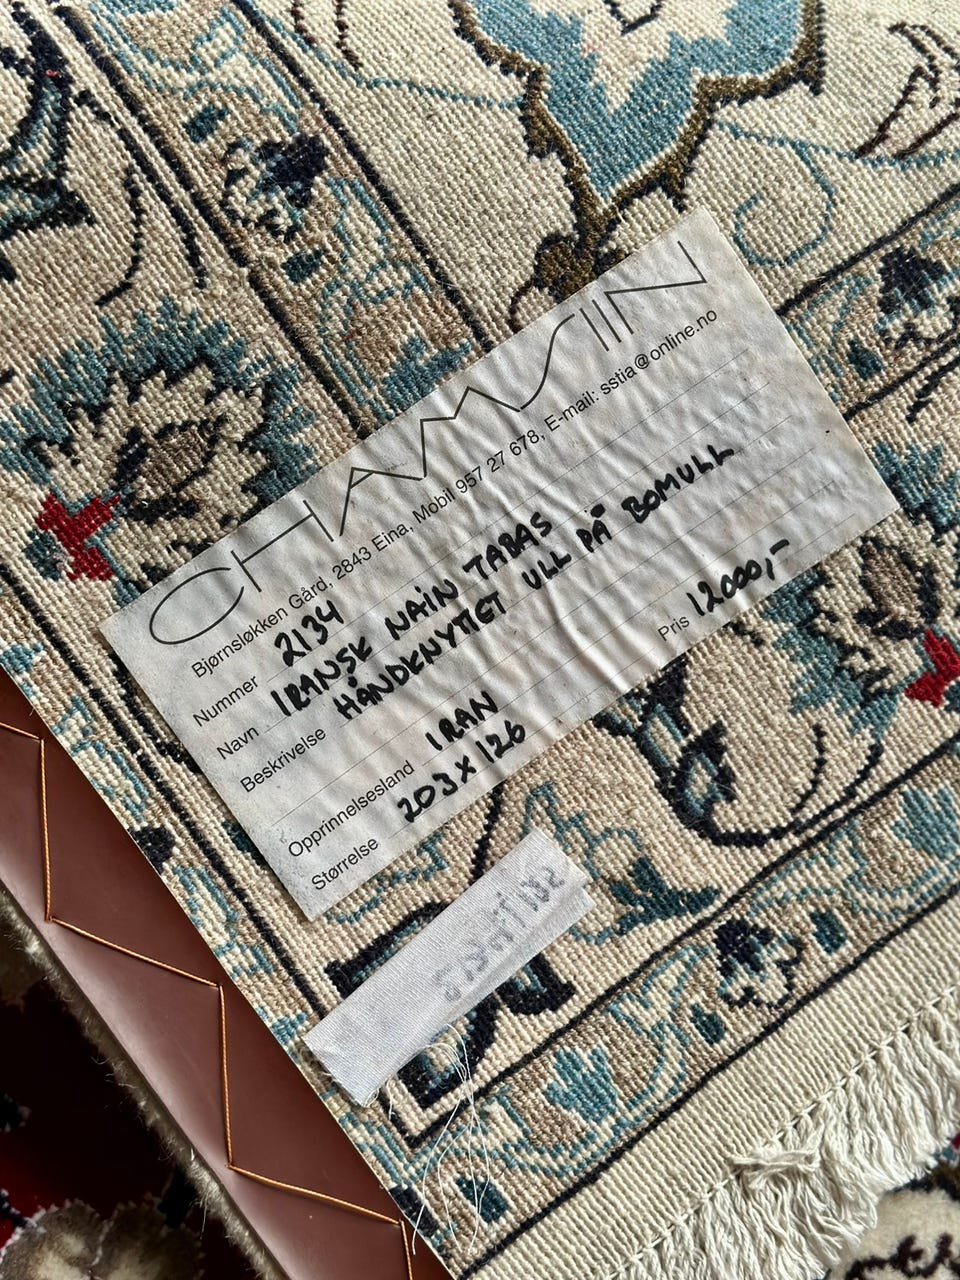 CHAMSIIN
Bjørnsløkken Gård, 2843 Eina, Mobil 957 27 678, E-mail: sstia@online.no
Nummer 2134
Navn IRANSK NAIN TABAS
Beskrivelse HÅNDKNYTTET ULL PÅ BOMULL
Opprinnelsesland IRAN
Størrelse 203 x 126 Pris 12000,-